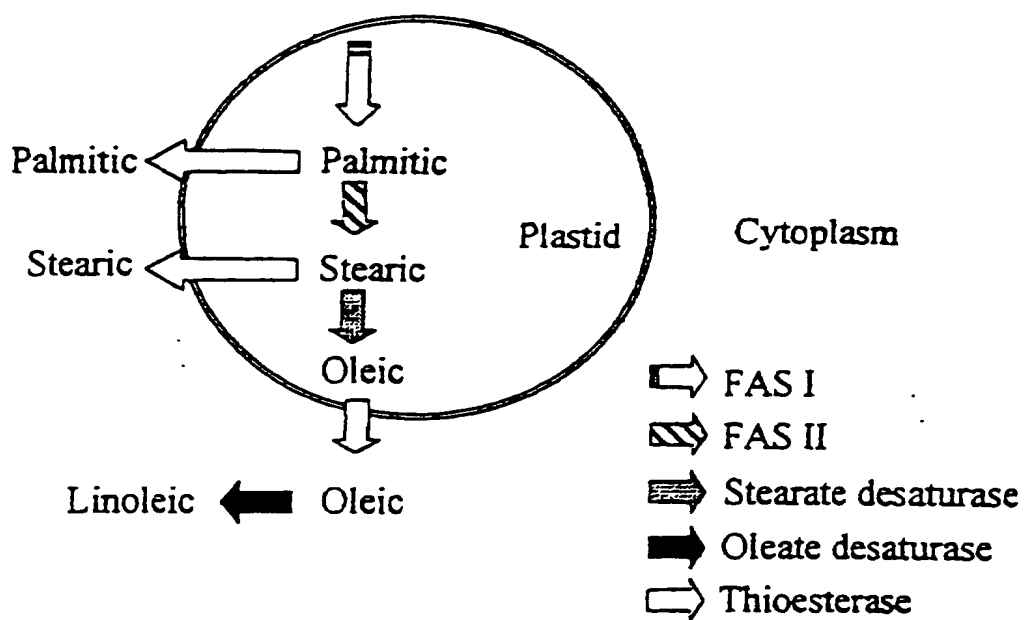 Palmitic
Palmitic
Plastid
Cytoplasm
Stearic
Stearic
Oleic
FAS I
FAS II
Linoleic
Oleic
Stearate desaturase
Oleate desaturase
Thioesterase